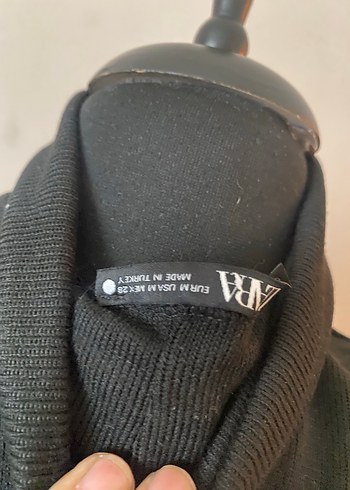 ZARA
EUR M USA M MEX 28
MADE IN TURKEY